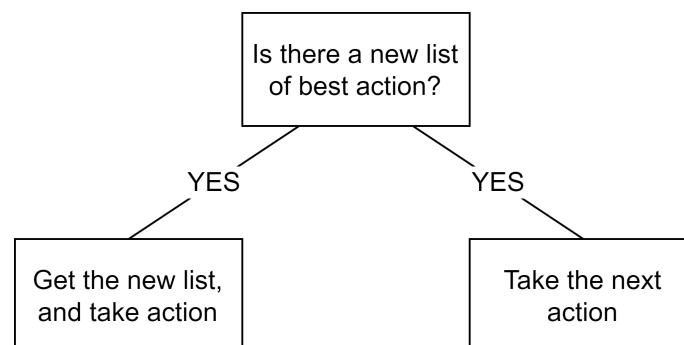 Is there a new list
of best action?
YES
YES
Get the new list,
and take action
Take the next
action